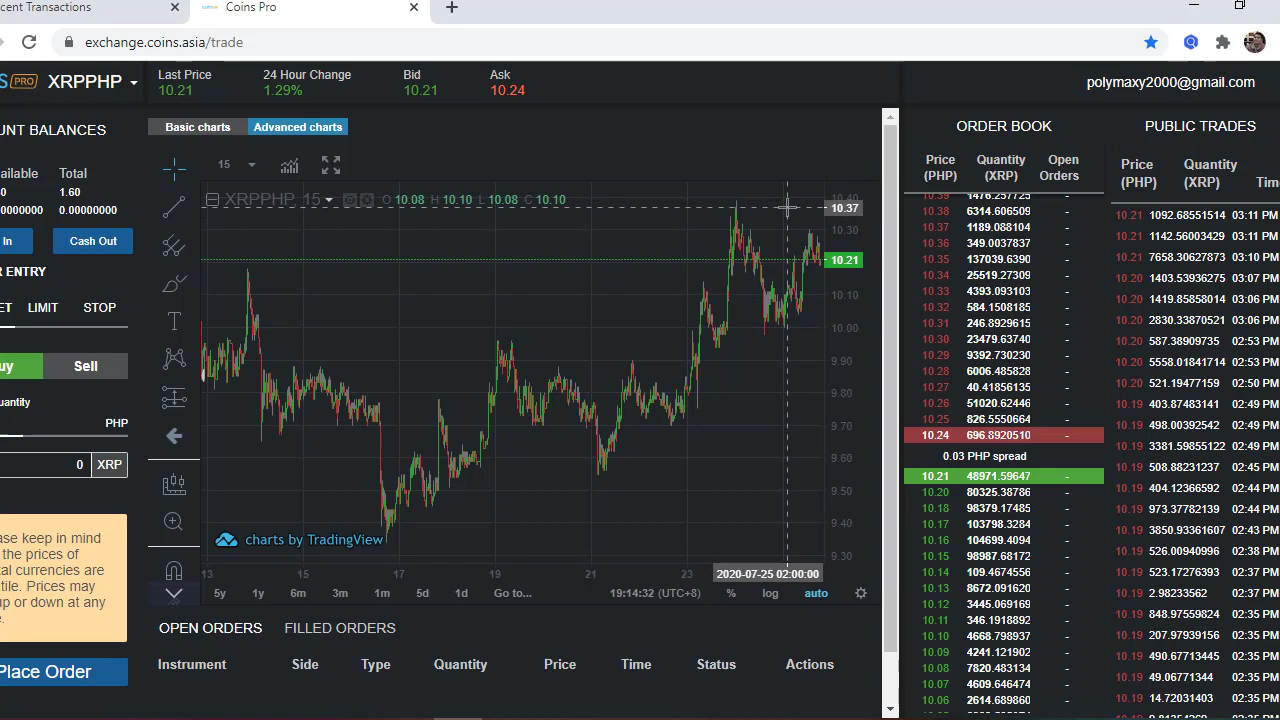 cent Transactions
Coins Pro
exchange.coins.asia/trade
S PRO XRPPHP
Last Price
10.21
24 Hour Change
1.29%
Bid
10.21
Ask
10.24
polymaxy2000@gmail.com
UNT BALANCES
ailable Total
0 1.60
0000000 0.00000000
In Cash Out
R ENTRY
ET LIMIT STOP
uy Sell
uantity
PHP
0 XRP
ase keep in mind
the prices of
tal currencies are
tile. Prices may
up or down at any
e.
Place Order
Basic charts Advanced charts
15
XRPPHP 15 O 10.08 H 10.10 L 10.08 C 10.10
10.40
10.37
10.30
10.21
10.10
10.00
9.90
9.80
9.70
9.60
9.50
9.40
9.30
charts by TradingView
13 15 17 19 21 23 2020-07-25 02:00:00
5y 1y 6m 3m 1m 5d 1d Go to... 19:14:32 (UTC+8) % log auto
OPEN ORDERS FILLED ORDERS
Instrument Side Type Quantity Price Time Status Actions
ORDER BOOK
Price (PHP) Quantity (XRP) Open Orders
10.39 1476.257725 -
10.38 6314.606509 -
10.37 1189.088104 -
10.36 349.0037837 -
10.35 137039.6390 -
10.34 25519.27309 -
10.33 4393.093103 -
10.32 584.1508185 -
10.31 246.8929615 -
10.30 23479.63740 -
10.29 9392.730230 -
10.28 6006.485828 -
10.27 40.41856135 -
10.26 51020.62446 -
10.25 826.5550664 -
10.24 696.8920510 -
0.03 PHP spread
10.21 48971.59647 -
10.20 80325.38786 -
10.18 98379.17485 -
10.17 103798.3284 -
10.16 104699.4094 -
10.15 98987.68172 -
10.14 109.4674556 -
10.13 8672.091620 -
10.12 3445.069169 -
10.11 346.1918892 -
10.10 4668.798937 -
10.09 4241.121992 -
10.08 7820.483134 -
10.07 4609.646474 -
10.06 2614.689860 -
PUBLIC TRADES
Price (PHP) Quantity (XRP) Tim
10.21 1092.68551514 03:11 PM
10.21 1142.56003429 03:11 PM
10.21 7658.30627873 03:10 PM
10.20 1403.53936275 03:07 PM
10.20 1419.85858014 03:06 PM
10.20 2830.33870521 03:06 PM
10.20 587.38909735 02:53 PM
10.20 5558.01841714 02:53 PM
10.20 521.19477159 02:53 PM
10.19 403.87483141 02:49 PM
10.19 498.00392542 02:49 PM
10.19 3381.59855122 02:49 PM
10.19 508.88231237 02:45 PM
10.19 404.12366592 02:44 PM
10.19 973.37782109 02:44 PM
10.19 3850.93361607 02:43 PM
10.19 526.00940996 02:38 PM
10.19 523.17276393 02:37 PM
10.19 2.98233562 02:37 PM
10.19 848.97559824 02:35 PM
10.19 207.97939156 02:35 PM
10.19 490.67713445 02:35 PM
10.19 49.06771344 02:35 PM
10.19 14.72031403 02:35 PM